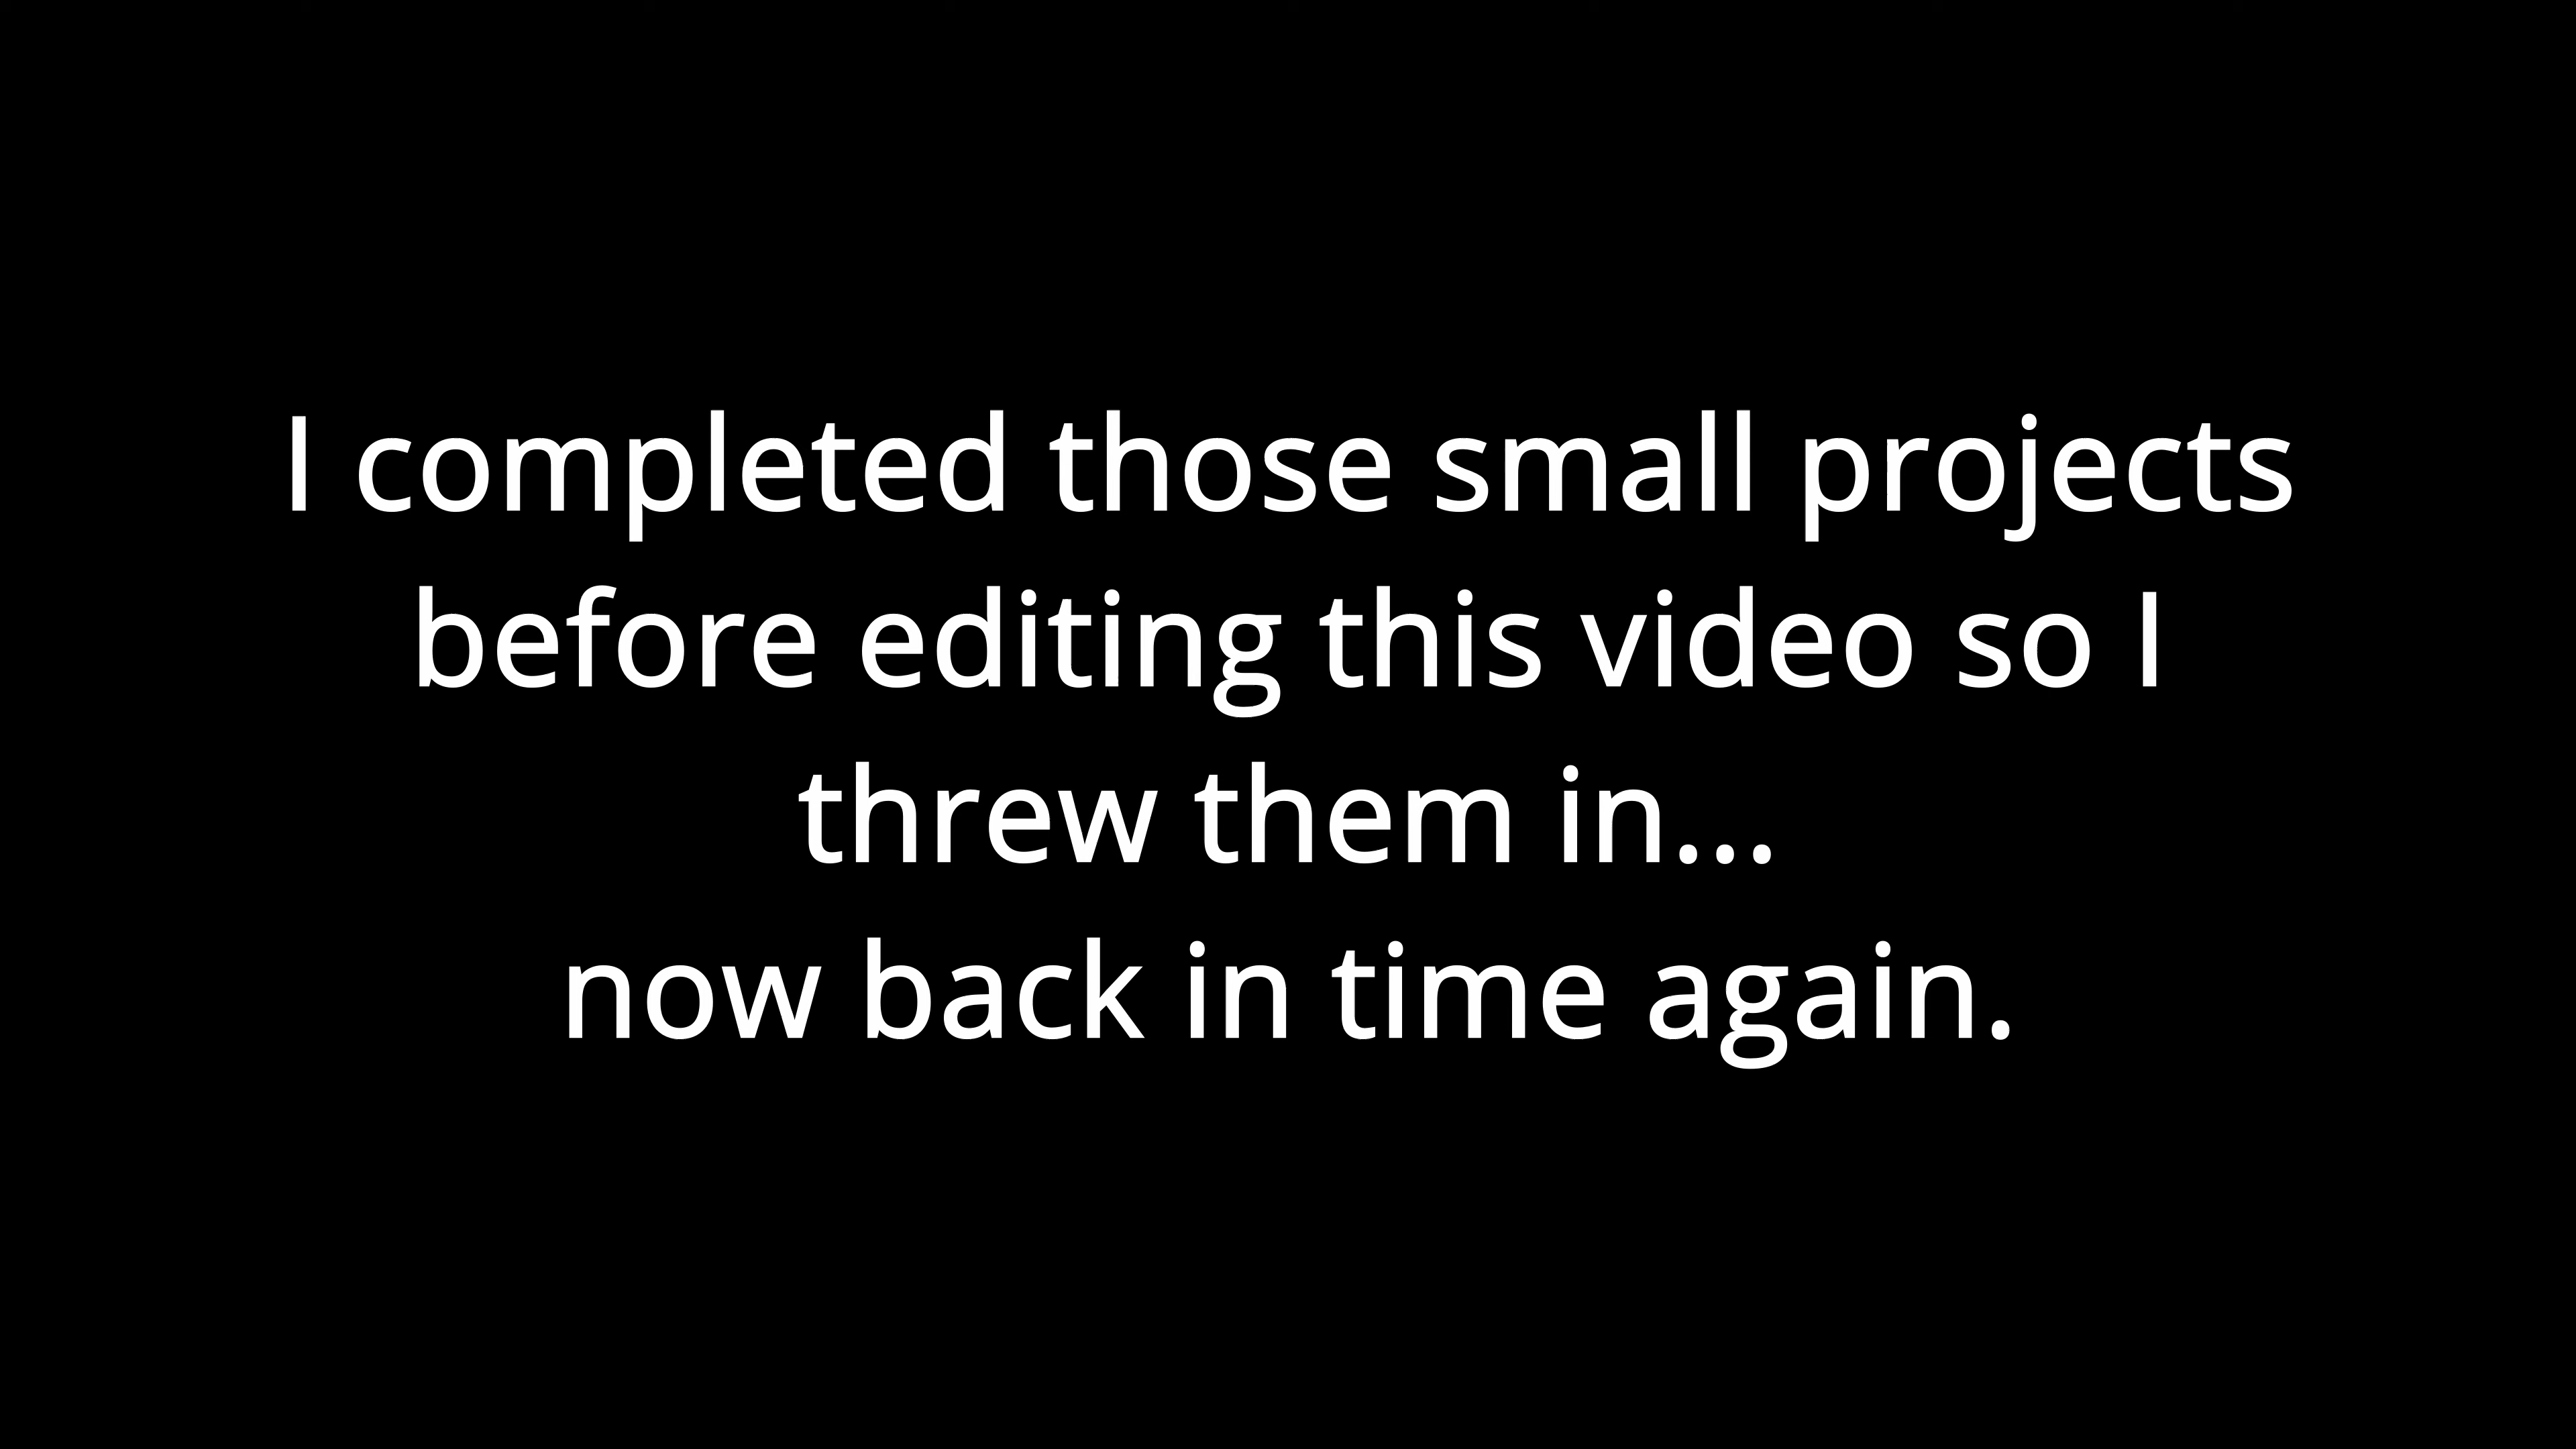 I completed those small projects
before editing this video so I
threw them in...
now back in time again.